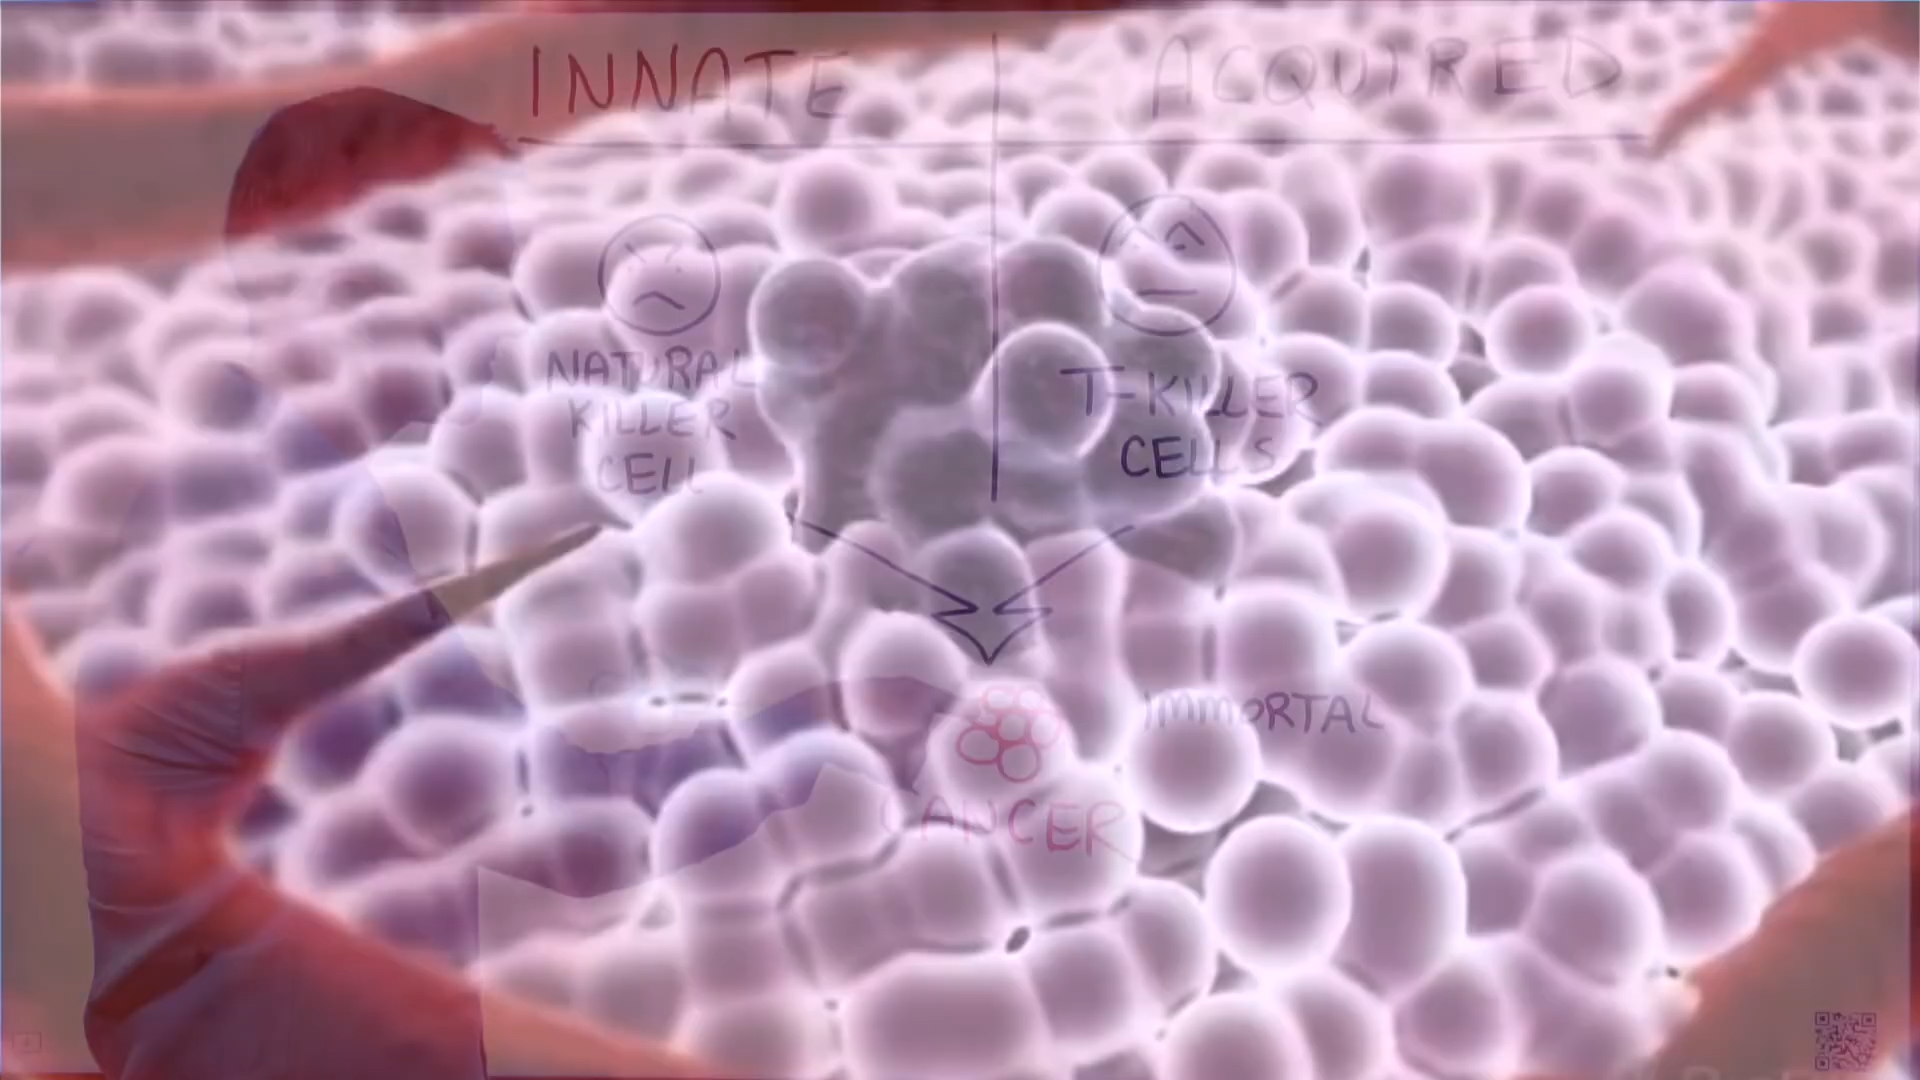 INNATE
ACQUIRED
NATURAL
KILLER
CELL
T-KILLER
CELLS
IMMORTAL
CANCER